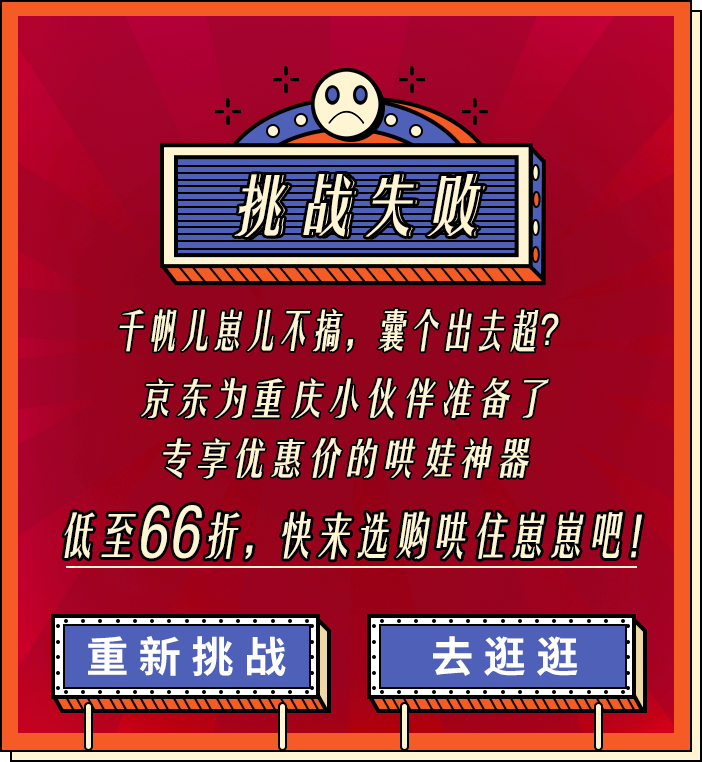 挑战失败
千帆儿崽儿不搞，囊个出去超？
京东为重庆小伙伴准备了
专享优惠价的哄娃神器
低至66折，快来选购哄住崽崽吧！
重新挑战
去逛逛